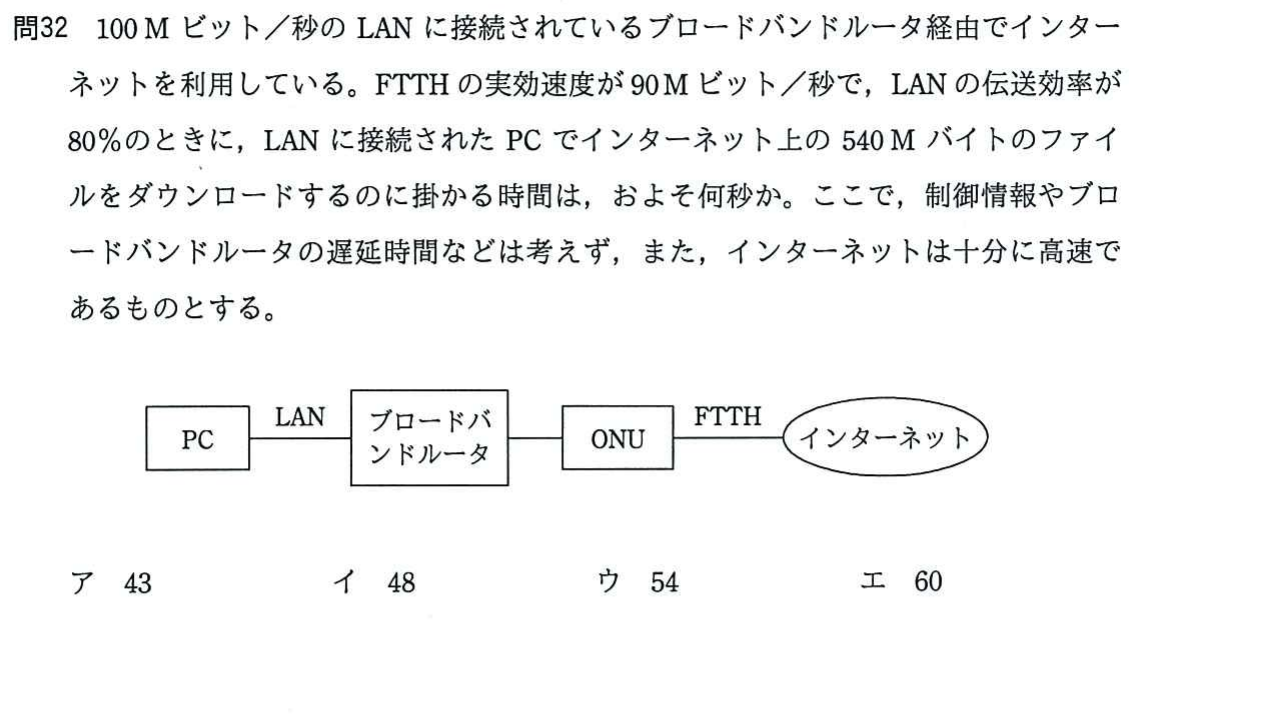 問32 100 M ビット／秒の LAN に接続されているブロードバンドルータ経由でインター
ネットを利用している。FTTH の実効速度が 90 M ビット／秒で，LAN の伝送効率が
80%のときに，LAN に接続された PC でインターネット上の 540 M バイトのファイ
ルをダウンロードするのに掛かる時間は，およそ何秒か。ここで，制御情報やブロ
ードバンドルータの遅延時間などは考えず，また，インターネットは十分に高速で
あるものとする。
PC
LAN
ブロードバ
ンドルータ
ONU
FTTH
インターネット
ア 43 イ 48 ウ 54 エ 60